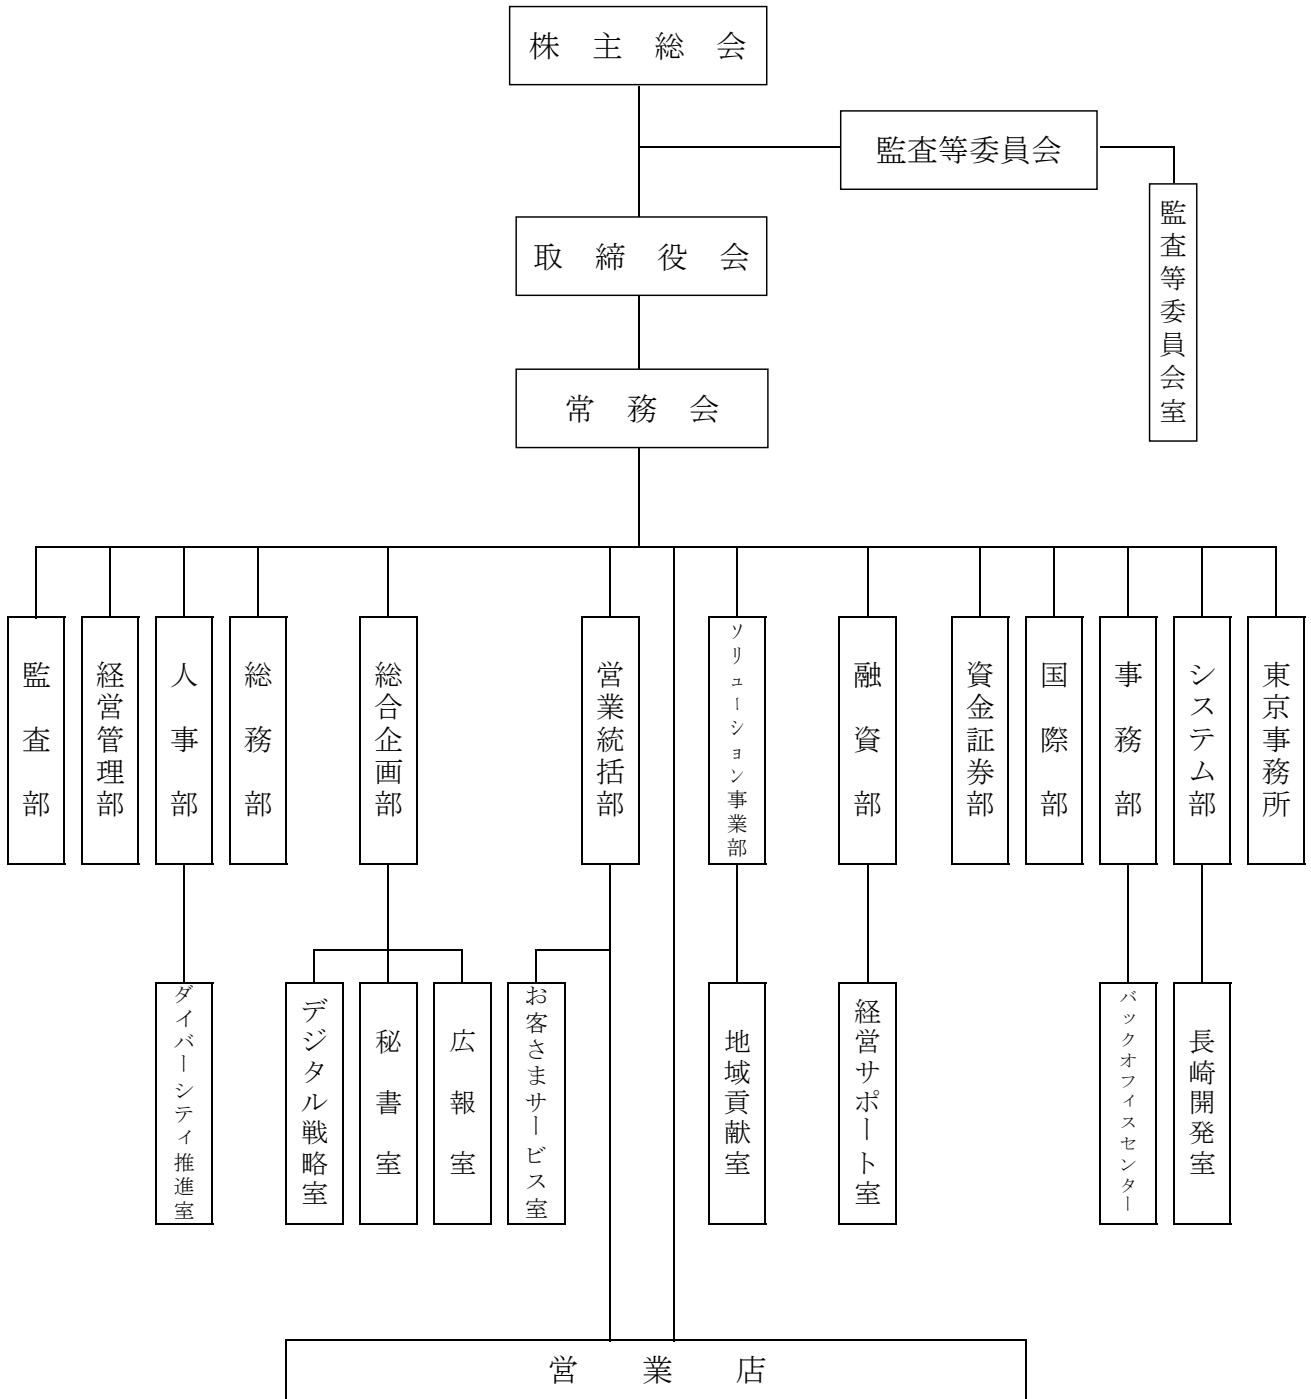 株主総会
監査等委員会
監査等委員会室
取締役会
常務会
監査部
経営管理部
人事部
総務部
総合企画部
営業統括部
ソリューション事業部
融資部
資金証券部
国際部
事務部
システム部
東京事務所
ダイバーシティ推進室
デジタル戦略室
秘書室
広報室
お客さまサービス室
地域貢献室
経営サポート室
バックオフィスセンター
長崎開発室
営業店